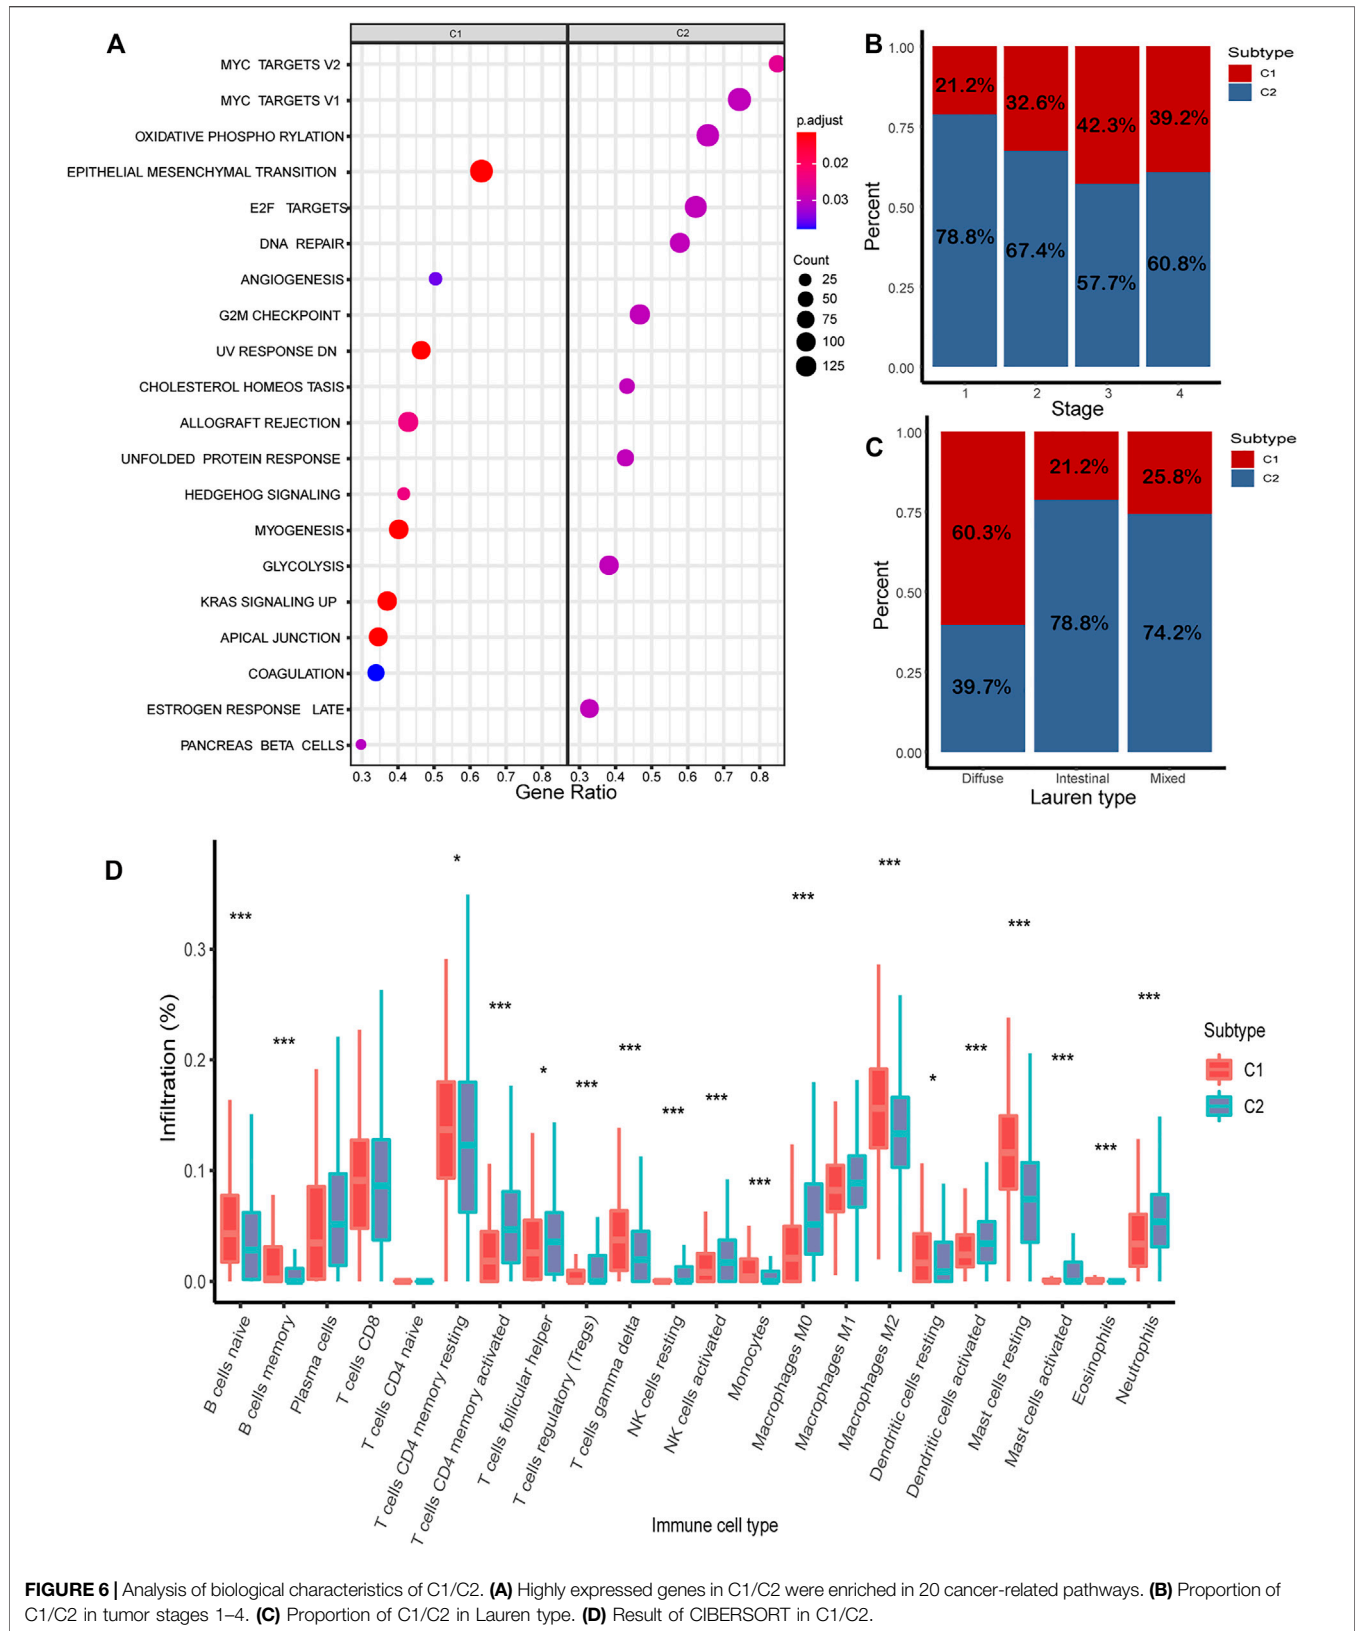 A
C1
C2
MYC TARGETS V2
MYC TARGETS V1
OXIDATIVE PHOSPHO RYLATION
EPITHELIAL MESENCHYMAL TRANSITION
E2F TARGETS
DNA REPAIR
ANGIOGENESIS
G2M CHECKPOINT
UV RESPONSE DN
CHOLESTEROL HOMEOS TASIS
ALLOGRAFT REJECTION
UNFOLDED PROTEIN RESPONSE
HEDGEHOG SIGNALING
MYOGENESIS
GLYCOLYSIS
KRAS SIGNALING UP
APICAL JUNCTION
COAGULATION
ESTROGEN RESPONSE LATE
PANCREAS BETA CELLS
0.3 0.4 0.5 0.6 0.7 0.8 0.3 0.4 0.5 0.6 0.7 0.8
Gene Ratio
p.adjust
0.02
0.03
Count
25
50
75
100
125
B
Percent
1.00
0.75
0.50
0.25
0.00
21.2% 32.6% 42.3% 39.2%
78.8% 67.4% 57.7% 60.8%
1 2 3 4
Stage
Subtype
C1
C2
C
Percent
1.00
0.75
0.50
0.25
0.00
60.3% 21.2% 25.8%
39.7% 78.8% 74.2%
Diffuse Intestinal Mixed
Lauren type
Subtype
C1
C2
D
Infiltration (%)
0.3
0.2
0.1
0.0
*** *** * *** * *** *** *** *** *** *** *** * *** *** *** *** ***
B cells naive
B cells memory
Plasma cells
T cells CD8
T cells CD4 naive
T cells CD4 memory resting
T cells CD4 memory activated
T cells follicular helper
T cells regulatory (Tregs)
T cells gamma delta
NK cells resting
NK cells activated
Monocytes
Macrophages M0
Macrophages M1
Macrophages M2
Dendritic cells resting
Dendritic cells activated
Mast cells resting
Mast cells activated
Eosinophils
Neutrophils
Immune cell type
Subtype
C1
C2
FIGURE 6 | Analysis of biological characteristics of C1/C2. (A) Highly expressed genes in C1/C2 were enriched in 20 cancer-related pathways. (B) Proportion of
C1/C2 in tumor stages 1–4. (C) Proportion of C1/C2 in Lauren type. (D) Result of CIBERSORT in C1/C2.